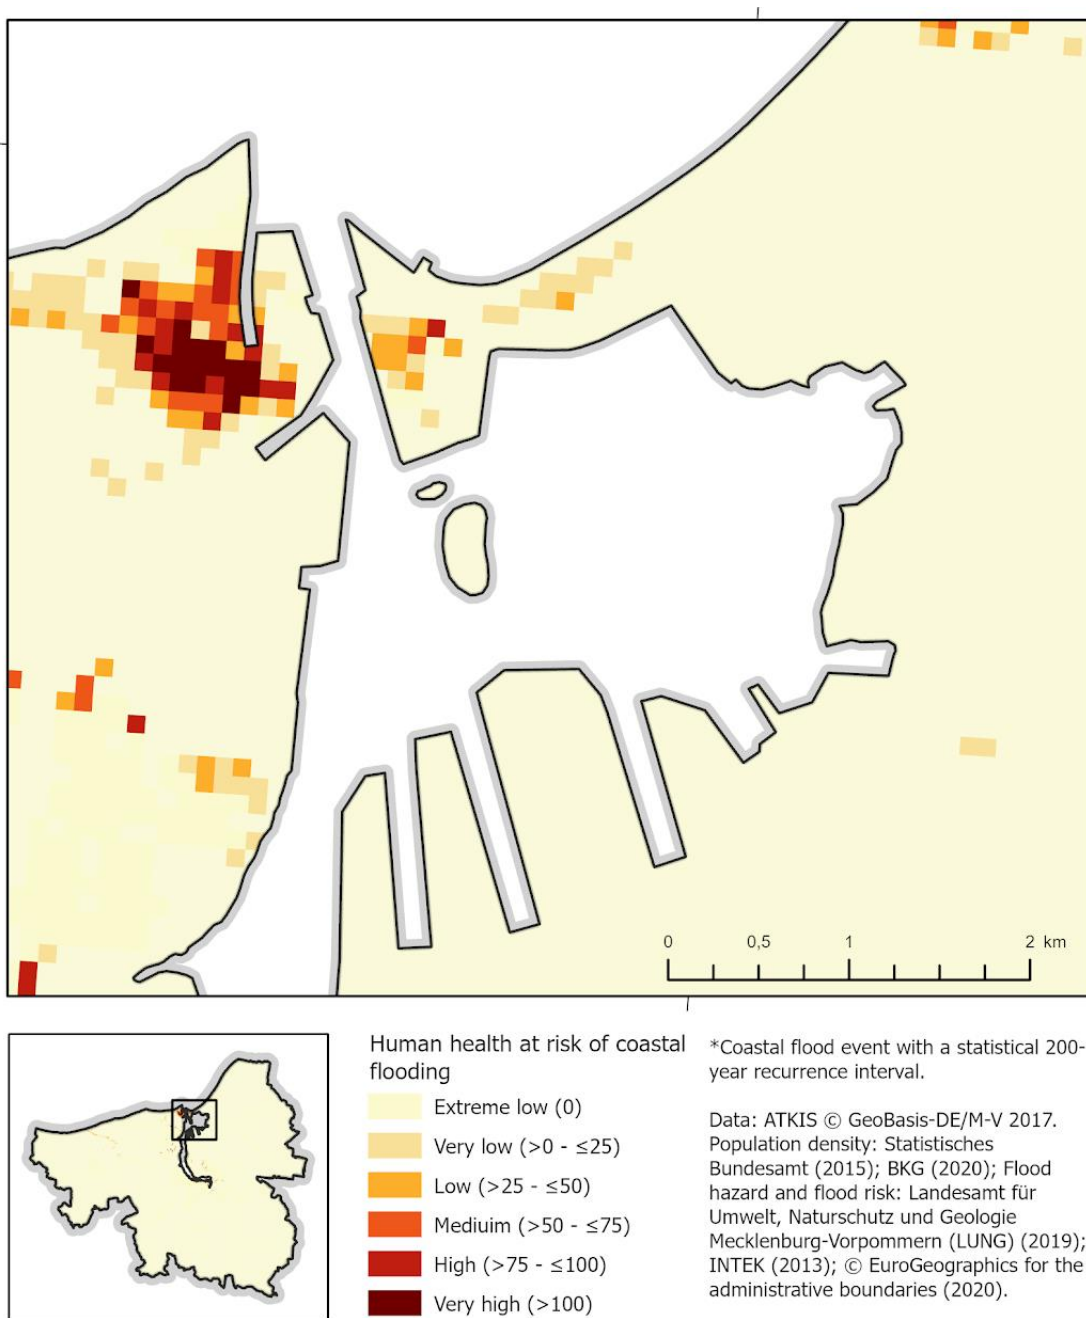 0 0,5 1 2 km
Human health at risk of coastal
flooding
Extreme low (0)
Very low (>0 - ≤25)
Low (>25 - ≤50)
Mediuim (>50 - ≤75)
High (>75 - ≤100)
Very high (>100)
*Coastal flood event with a statistical 200-
year recurrence interval.
Data: ATKIS © GeoBasis-DE/M-V 2017.
Population density: Statistisches
Bundesamt (2015); BKG (2020); Flood
hazard and flood risk: Landesamt für
Umwelt, Naturschutz und Geologie
Mecklenburg-Vorpommern (LUNG) (2019);
INTEK (2013); © EuroGeographics for the
administrative boundaries (2020).